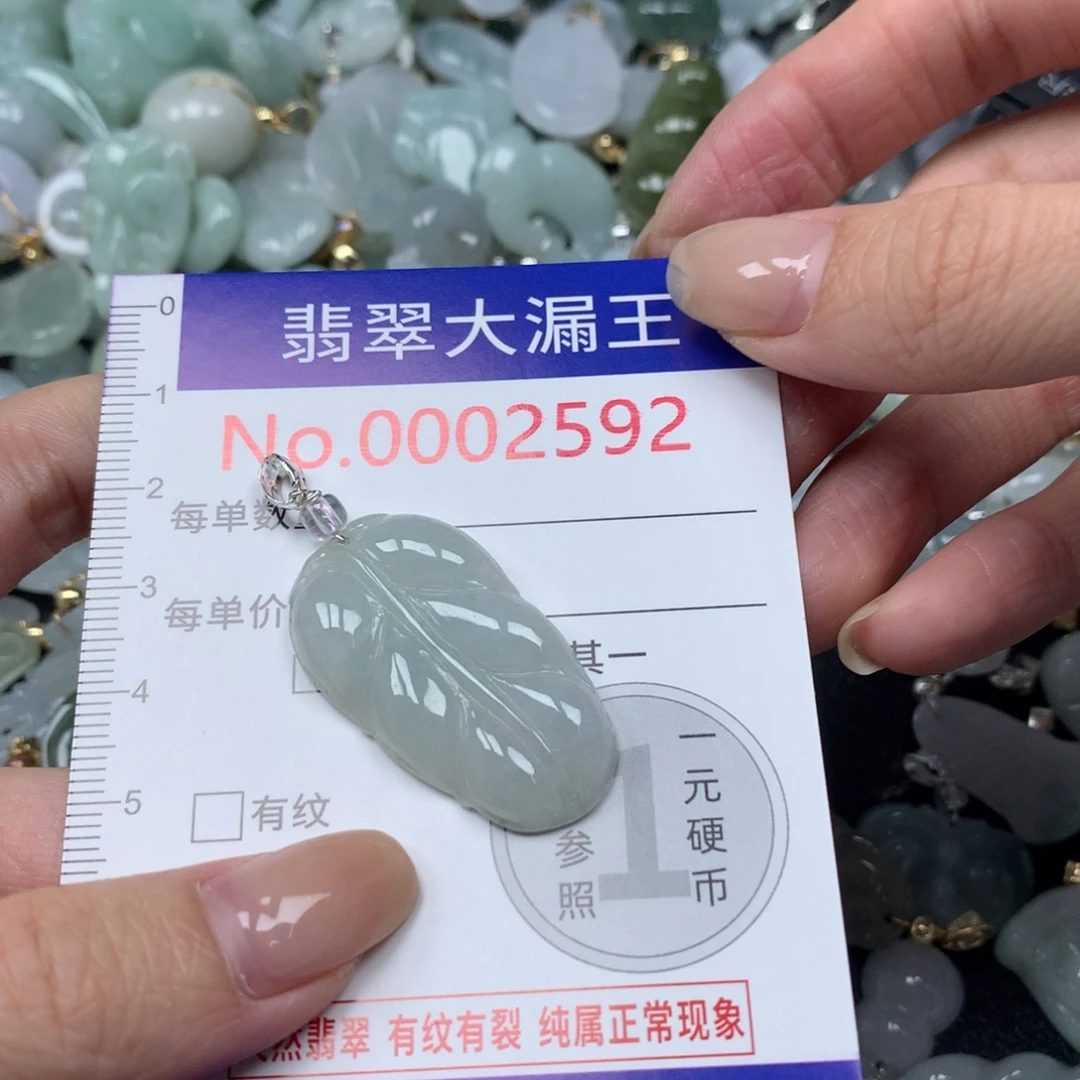 0
翡翠大漏王
1
No.0002592
2
每单数
3
每单价
其一
4
一元硬币
1
5
有纹
参照
然翡翠 有纹有裂 纯属正常现象